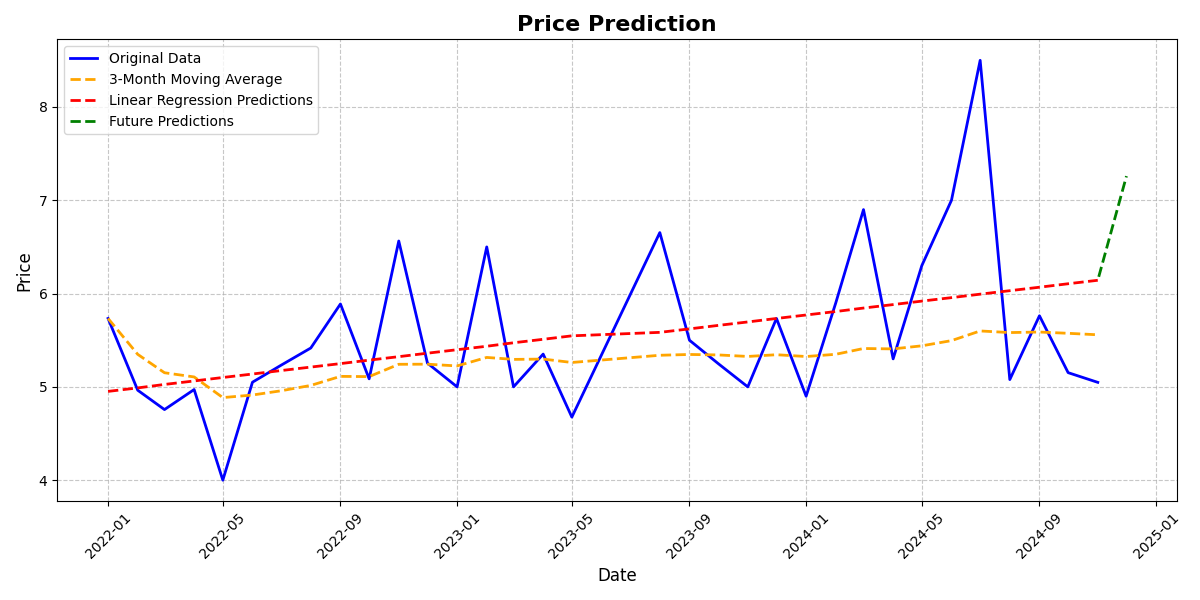 Price Prediction
Original Data
3-Month Moving Average
Linear Regression Predictions
Future Predictions
Price
8
7
6
5
4
2022-01
2022-05
2022-09
2023-01
2023-05
2023-09
2024-01
2024-05
2024-09
2025-01
Date